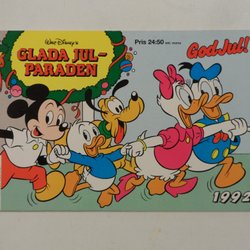 Walt Disney's
GLADA JUL-
PARADEN
Pris 24:50
God Jul!
1992